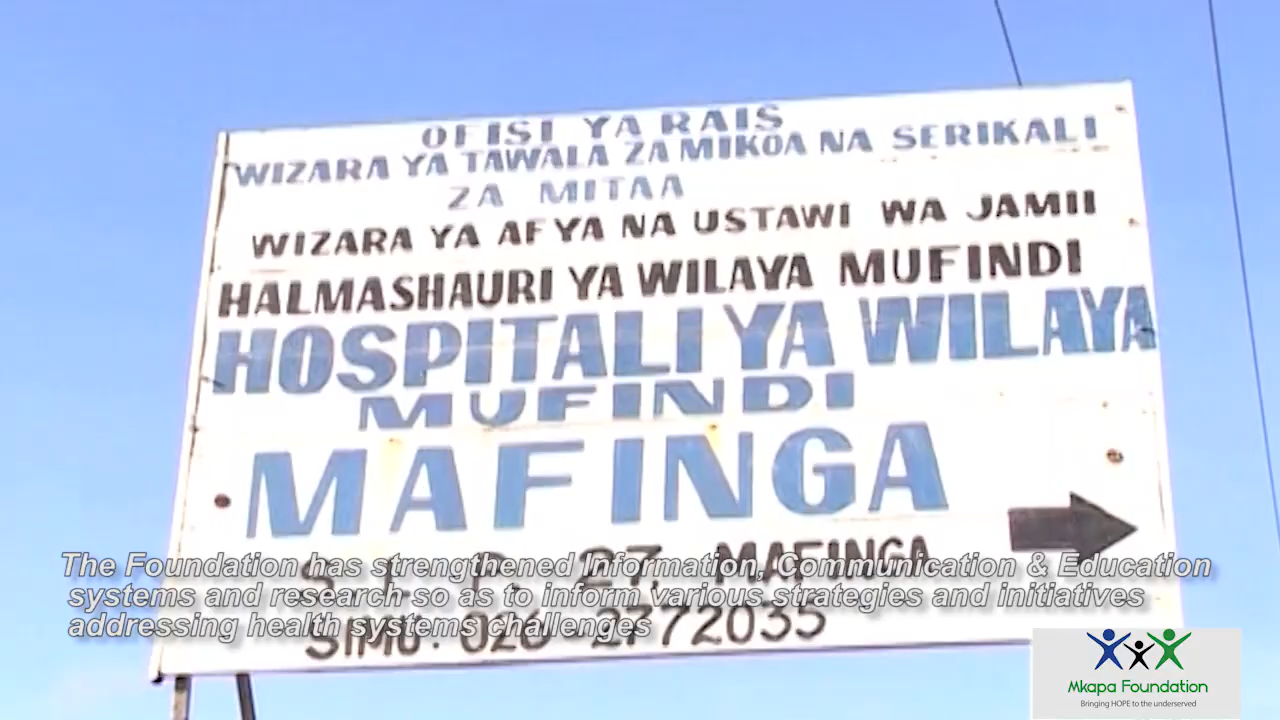 OFISI YA RAIS
WIZARA YA TAWALA ZA MIKOA NA SERIKALI
ZA MITAA
WIZARA YA AFYA NA USTAWI WA JAMII
HALMASHAURI YA WILAYA MUFINDI
HOSPITALI YA WILAYA
MUFINDI
MAFINGA
S. L. P. 27, MAFINGA
SIMU. 026-2772035
The Foundation has strengthened Information, Communication & Education
systems and research so as to inform various strategies and initiatives
addressing health systems challenges
Mkapa Foundation
Bringing HOPE to the underserved